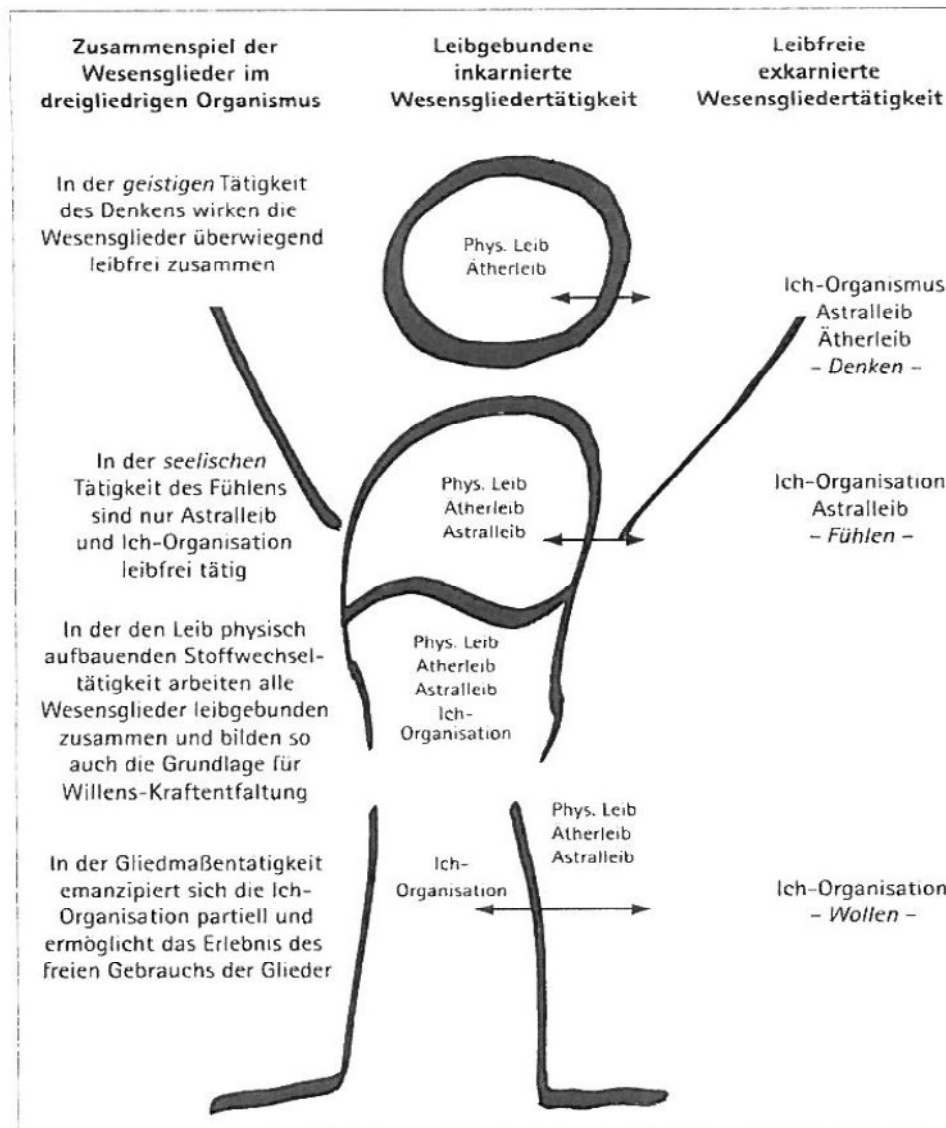 Zusammenspiel der
Wesensglieder im
dreigliedrigen Organismus
Leibgebundene
inkarnierte
Wesensgliedertätigkeit
Leibfreie
exkarnierte
Wesensgliedertätigkeit
In der geistigen Tätigkeit
des Denkens wirken die
Wesensglieder überwiegend
leibfrei zusammen
Phys. Leib
Ätherleib
Ich-Organismus
Astralleib
Ätherleib
– Denken –
In der seelischen
Tätigkeit des Fühlens
sind nur Astralleib
und Ich-Organisation
leibfrei tätig
Phys. Leib
Ätherleib
Astralleib
Ich-Organisation
Astralleib
– Fühlen –
In der den Leib physisch
aufbauenden Stoffwechsel-
tätigkeit arbeiten alle
Wesensglieder leibgebunden
zusammen und bilden so
auch die Grundlage für
Willens-Kraftentfaltung
Phys. Leib
Ätherleib
Astralleib
Ich-
Organisation
In der Gliedmaßentätigkeit
emanzipiert sich die Ich-
Organisation partiell und
ermöglicht das Erlebnis des
freien Gebrauchs der Glieder
Ich-
Organisation
Phys. Leib
Ätherleib
Astralleib
Ich-Organisation
– Wollen –